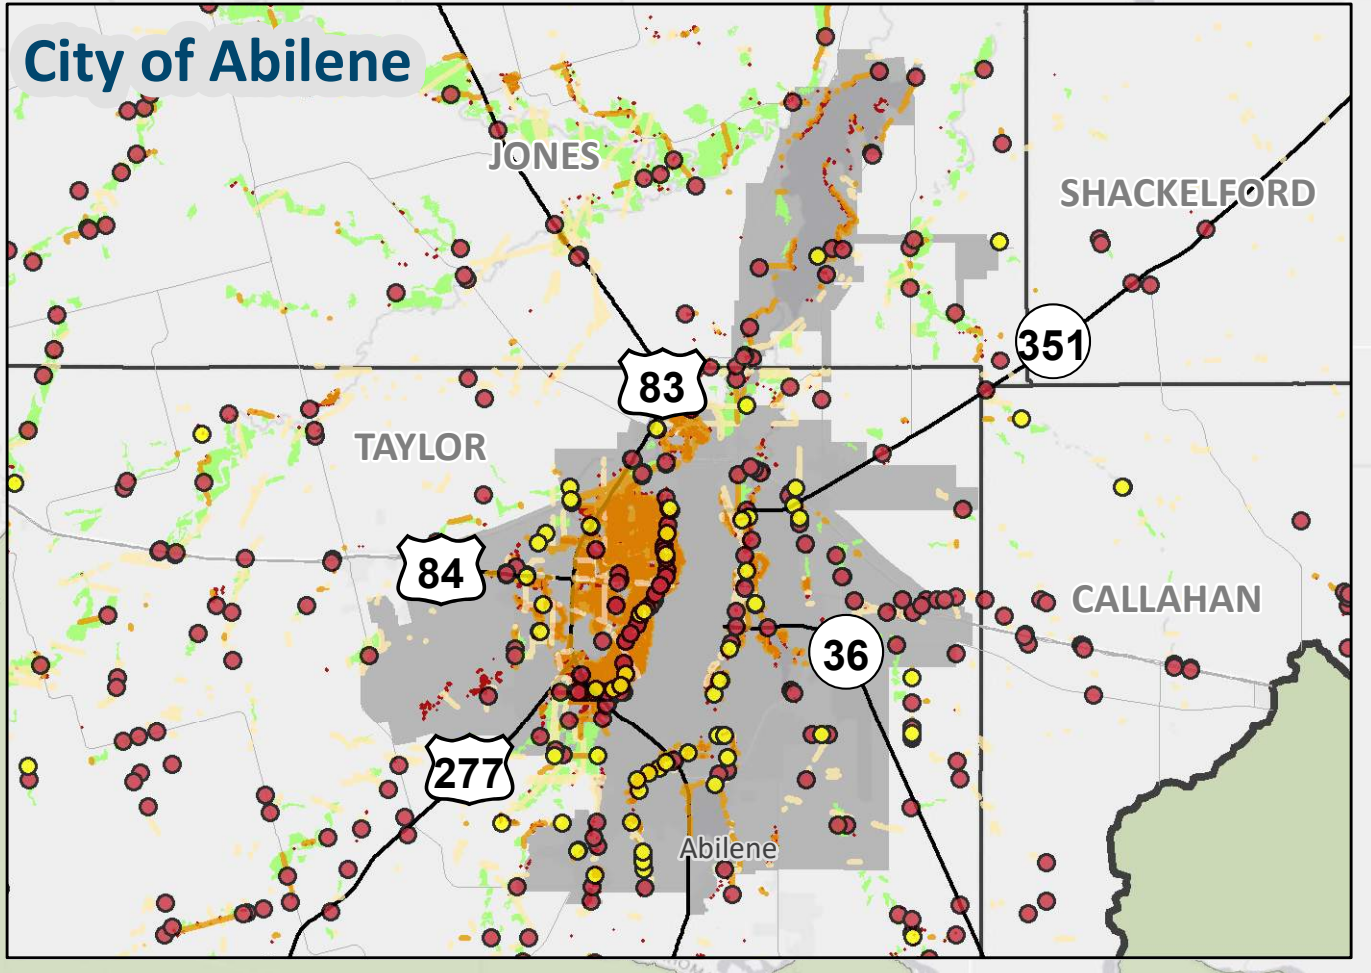 City of Abilene
JONES
SHACKELFORD
351
83
TAYLOR
84
CALLAHAN
36
277
Abilene